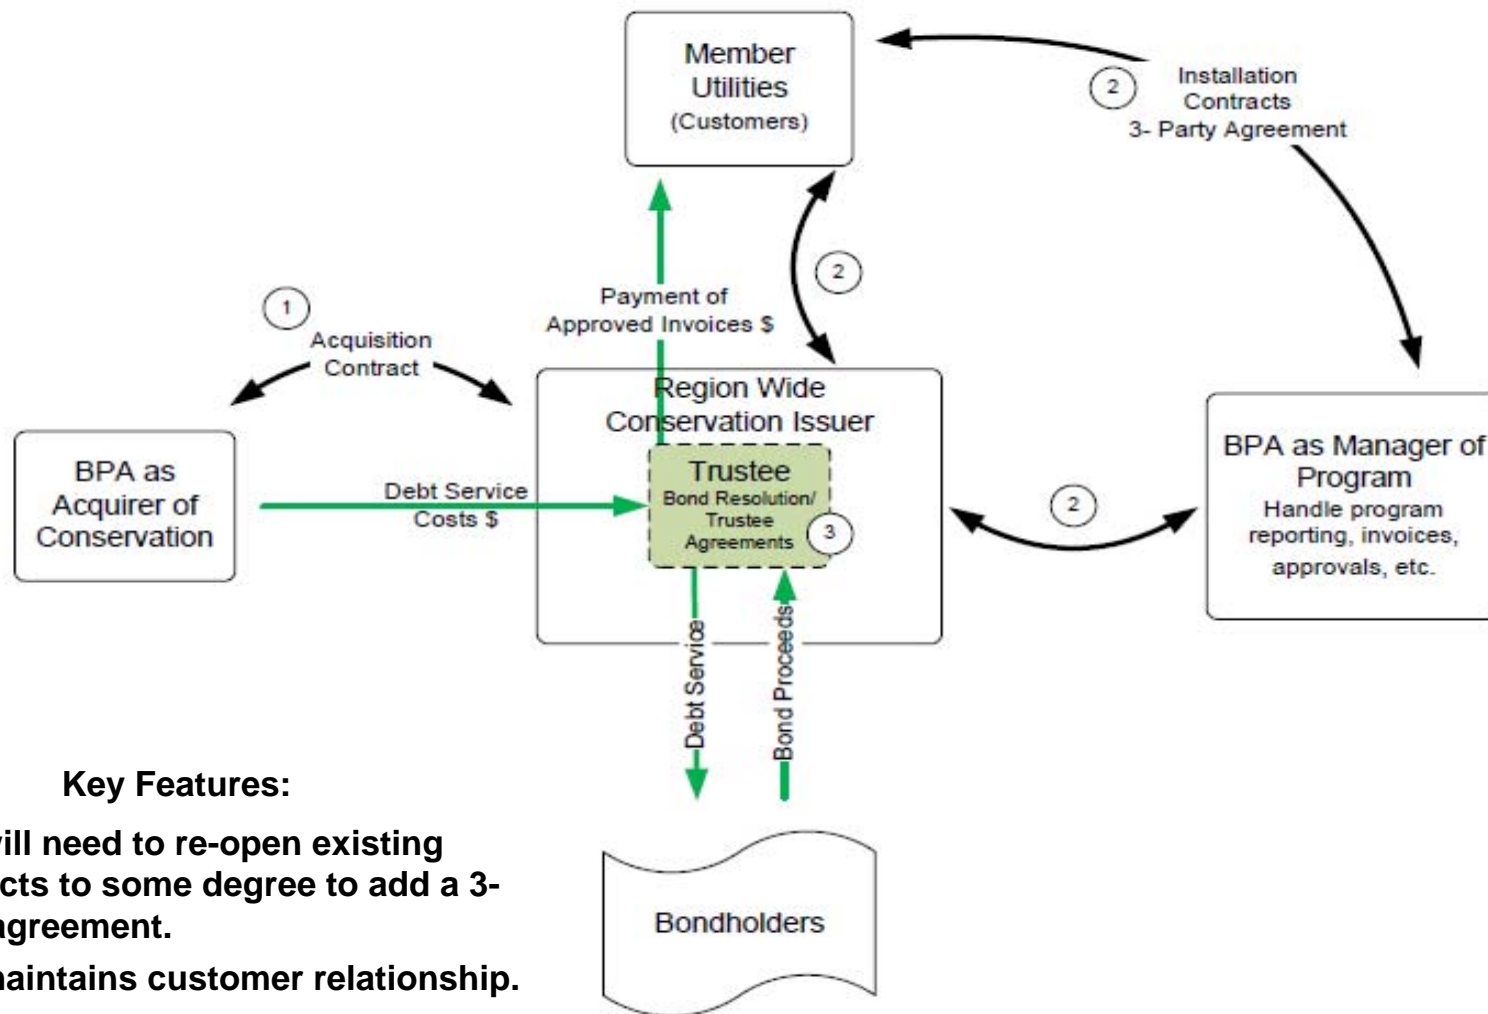 Member
Utilities
(Customers)
2
Installation
Contracts
3- Party Agreement
2
Payment of
Approved Invoices $
1
Acquisition
Contract
Region Wide
Conservation Issuer
Trustee
Bond Resolution/
Trustee
Agreements
3
BPA as
Acquirer of
Conservation
Debt Service
Costs $
2
BPA as Manager of
Program
Handle program
reporting, invoices,
approvals, etc.
Debt Service
Bond Proceeds
Bondholders
Key Features:
will need to re-open existing
cts to some degree to add a 3-
agreement.
maintains customer relationship.